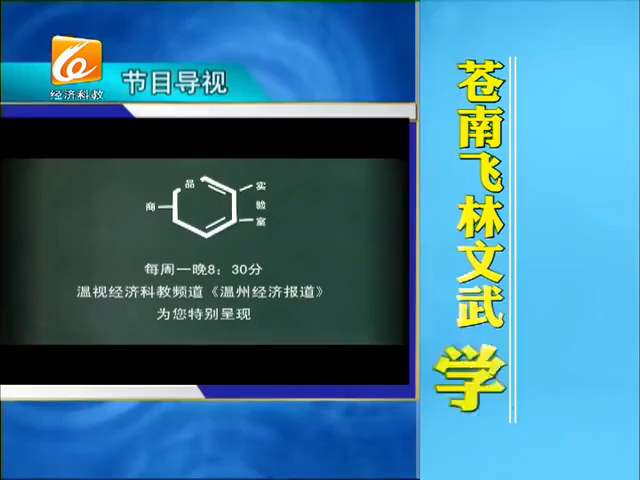 经济科教
节目导视
商品实验室
每周一晚8：30分
温视经济科教频道《温州经济报道》
为您特别呈现
苍南飞林文武
学